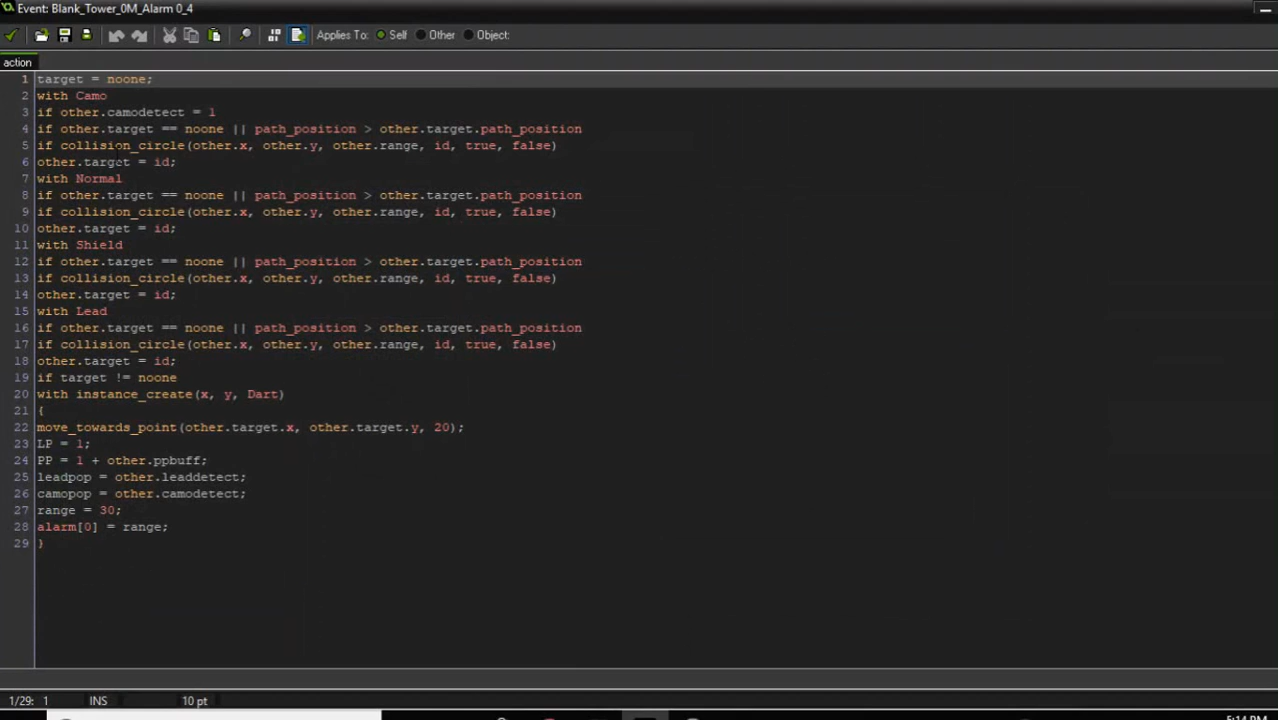 Event: Blank_Tower_0M_Alarm 0_4
Applies To: Self Other Object:
action
1 target = noone;
2 with Camo
3 if other.camodetect = 1
4 if other.target == noone || path_position > other.target.path_position
5 if collision_circle(other.x, other.y, other.range, id, true, false)
6 other.target = id;
7 with Normal
8 if other.target == noone || path_position > other.target.path_position
9 if collision_circle(other.x, other.y, other.range, id, true, false)
10 other.target = id;
11 with Shield
12 if other.target == noone || path_position > other.target.path_position
13 if collision_circle(other.x, other.y, other.range, id, true, false)
14 other.target = id;
15 with Lead
16 if other.target == noone || path_position > other.target.path_position
17 if collision_circle(other.x, other.y, other.range, id, true, false)
18 other.target = id;
19 if target != noone
20 with instance_create(x, y, Dart)
21 {
22 move_towards_point(other.target.x, other.target.y, 20);
23 LP = 1;
24 PP = 1 + other.ppbuff;
25 leadpop = other.leaddetect;
26 camopop = other.camodetect;
27 range = 30;
28 alarm[0] = range;
29 }
1/29: 1 INS 10 pt
5:14 PM